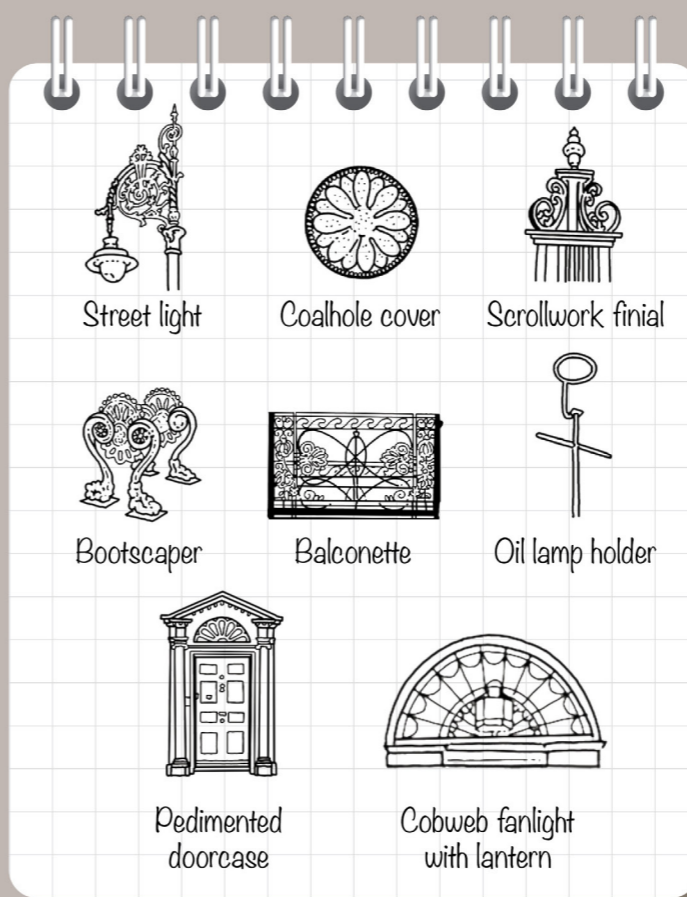 Street light
Coalhole cover
Scrollwork finial
Bootscaper
Balconette
Oil lamp holder
Pedimented
doorcase
Cobweb fanlight
with lantern